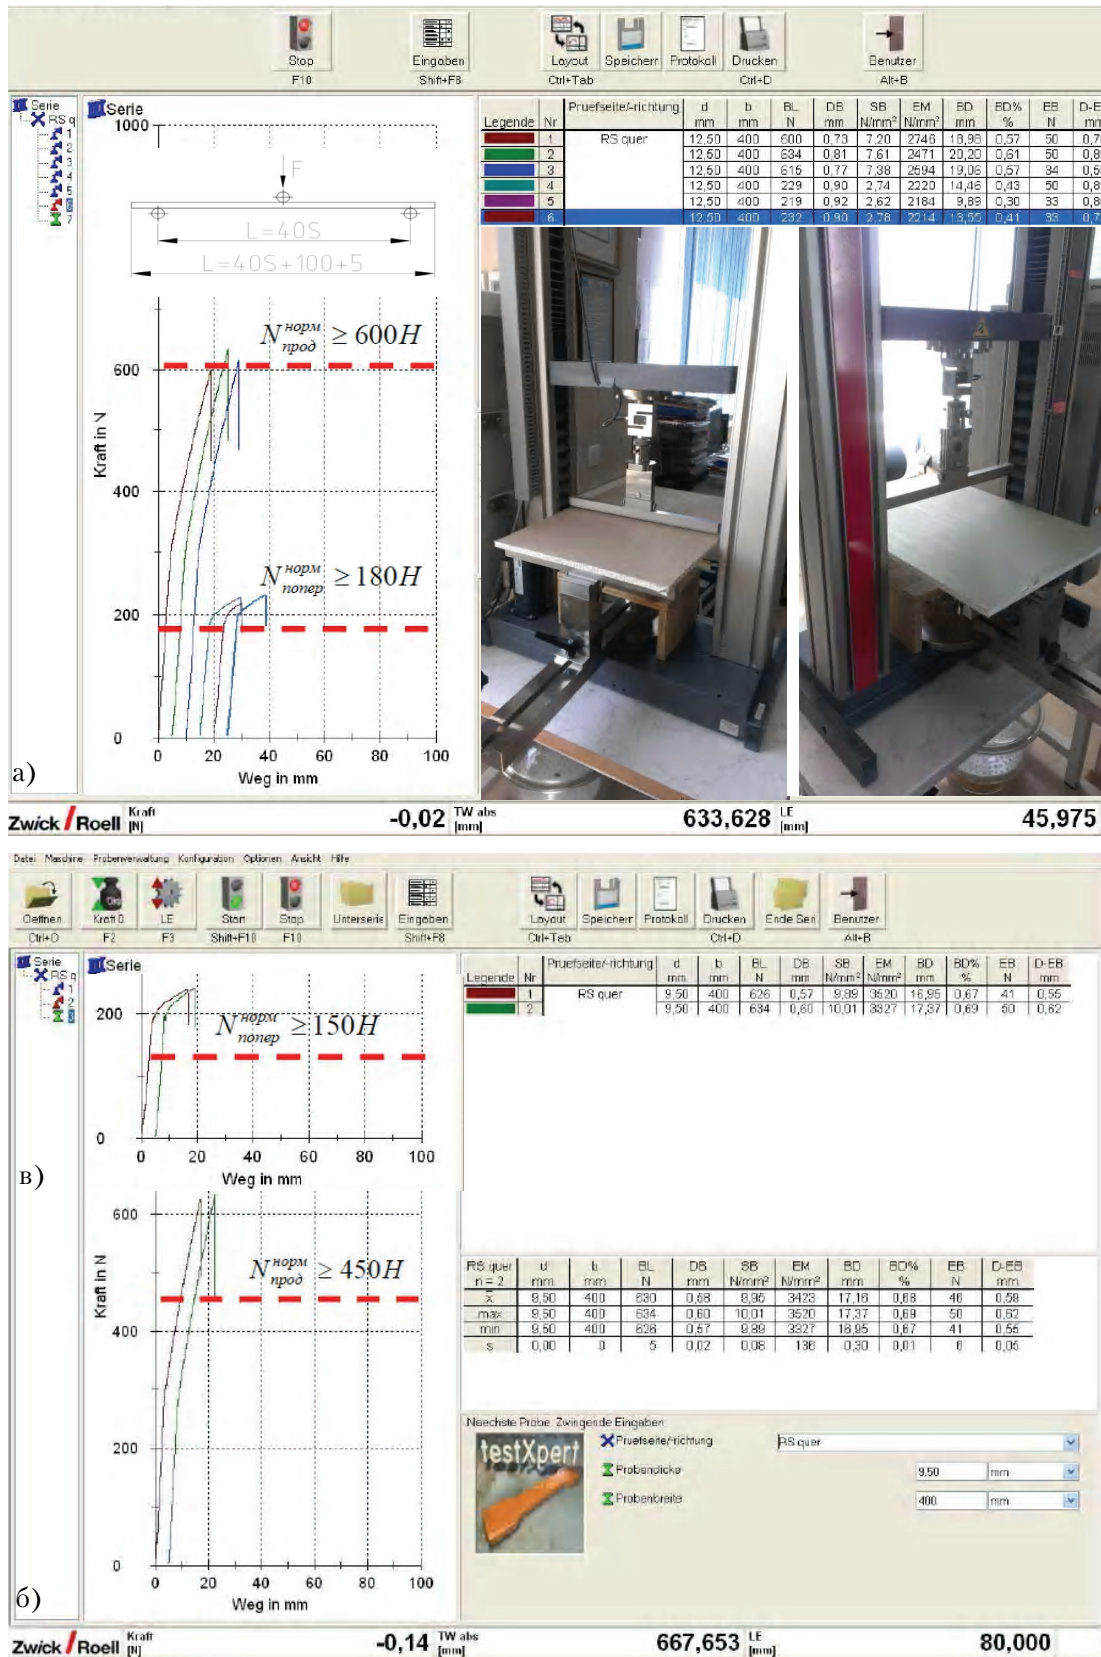 Stop Eingaben Layout Speicherr Protokoll Drucken Benutzer
F10 Shift+F8 Ctrl+Tab Ctrl+D Alt+B
Serie
RS q
1
2
3
4
5
6
7
Serie
1000
F
L=40S
L=40S+100+5
N норм прод ≥ 600H
600
400
N норм попер ≥ 180H
200
0
Kraft in N
0 20 40 60 80 100
Weg in mm
а)
Legende Nr Pruefseite/-richtung d b BL DB SB EM BD BD% EB
mm mm N mm N/mm² N/mm² mm % N
1 RS quer 12,50 400 600 0,73 7,20 2746 18,98 0,57 50
2 12,50 400 634 0,81 7,61 2471 20,20 0,61 50
3 12,50 400 615 0,77 7,38 2594 19,06 0,57 34
4 12,50 400 229 0,90 2,74 2220 14,46 0,43 50
5 12,50 400 219 0,92 2,62 2184 9,89 0,30 33
6 12,50 400 232 0,90 2,78 2214 13,55 0,41 33
Zwick / Roell Kraft [N] -0,02 TW abs [mm] 633,628 LE [mm] 45,975
Datei Maschine Probenverwaltung Konfiguration Optionen Ansicht Hilfe
Oeffnen Kraft 0 LE Start Stop Unterserie Eingaben Layout Speicherr Protokoll Drucken Ende Seri Benutzer
Ctrl+O F2 F3 Shift+F10 F10 Shift+F8 Ctrl+Tab Ctrl+D Alt+B
Serie
RS q
1
2
3
Serie
200
N норм попер ≥ 150H
0
0 20 40 60 80 100
Weg in mm
в)
600
N норм прод ≥ 450H
400
200
0
Kraft in N
0 20 40 60 80 100
Weg in mm
б)
Legende Nr Pruefseite/-richtung d b BL DB SB EM BD BD% EB D-EB
mm mm N mm N/mm² N/mm² mm % N mm
1 RS quer 9,50 400 626 0,57 9,89 3520 16,95 0,67 41 0,55
2 9,50 400 634 0,60 10,01 3327 17,37 0,69 50 0,62
RS quer d b BL DB SB EM BD BD% EB D-EB
n = 2 mm mm N mm N/mm² N/mm² mm % N mm
x̄ 9,50 400 630 0,58 9,95 3423 17,16 0,68 46 0,59
max 9,50 400 634 0,60 10,01 3520 17,37 0,69 50 0,62
min 9,50 400 626 0,57 9,89 3327 16,95 0,67 41 0,55
s 0,00 0 5 0,02 0,08 136 0,30 0,01 6 0,05
Naechste Probe: Zwingende Eingaben
testXpert
Pruefseite/-richtung RS quer
Probendicke 9,50 mm
Probenbreite 400 mm
Zwick / Roell Kraft [N] -0,14 TW abs [mm] 667,653 LE [mm] 80,000